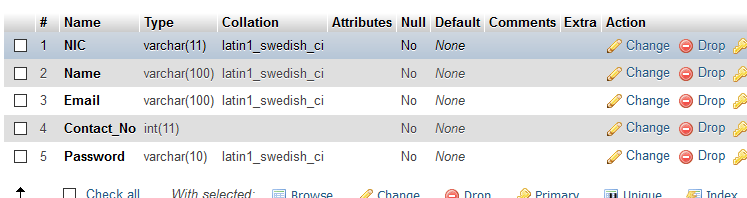 # Name Type Collation Attributes Null Default Comments Extra Action
1 NIC varchar(11) latin1_swedish_ci No None Change Drop
2 Name varchar(100) latin1_swedish_ci No None Change Drop
3 Email varchar(100) latin1_swedish_ci No None Change Drop
4 Contact_No int(11) No None Change Drop
5 Password varchar(10) latin1_swedish_ci No None Change Drop
Check all With selected: Browse Change Drop Primary Unique Index